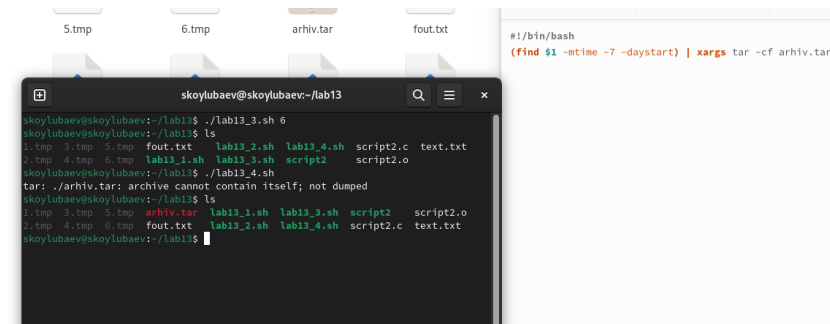 5.tmp 6.tmp arhiv.tar fout.txt
#!/bin/bash
(find $1 -mtime -7 -daystart) | xargs tar -cf arhiv.tar
skoylubaev@skoylubaev:~/lab13
skoylubaev@skoylubaev:~/lab13$ ./lab13_3.sh 6
skoylubaev@skoylubaev:~/lab13$ ls
1.tmp 3.tmp 5.tmp fout.txt lab13_2.sh lab13_4.sh script2.c text.txt
2.tmp 4.tmp 6.tmp lab13_1.sh lab13_3.sh script2 script2.o
skoylubaev@skoylubaev:~/lab13$ ./lab13_4.sh
tar: ./arhiv.tar: archive cannot contain itself; not dumped
skoylubaev@skoylubaev:~/lab13$ ls
1.tmp 3.tmp 5.tmp arhiv.tar lab13_1.sh lab13_3.sh script2 script2.o
2.tmp 4.tmp 6.tmp fout.txt lab13_2.sh lab13_4.sh script2.c text.txt
skoylubaev@skoylubaev:~/lab13$